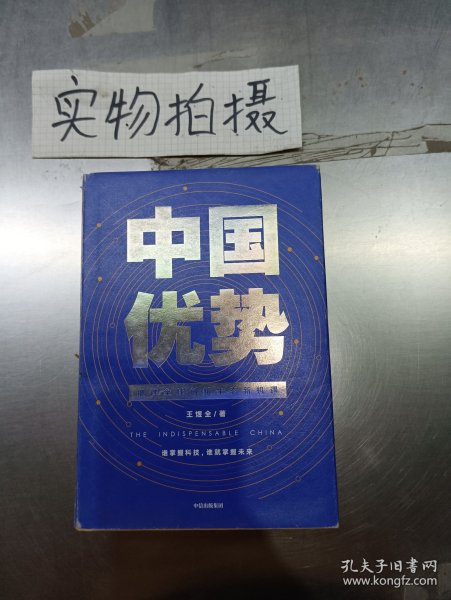 实物拍摄
中国
优势
王煜全/著
THE INDISPENSABLE CHINA
谁掌握科技，谁就掌握未来
中信出版集团
孔夫子旧书网
www.kongfz.com